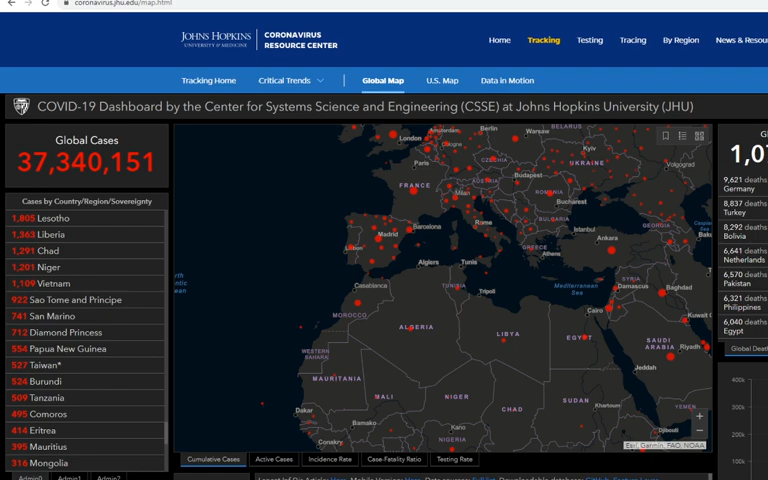 coronavirus.jhu.edu/map.html
JOHNS HOPKINS
UNIVERSITY & MEDICINE
CORONAVIRUS
RESOURCE CENTER
Home
Tracking
Testing
Tracing
By Region
News & Resou
Tracking Home
Critical Trends
Global Map
U.S. Map
Data in Motion
COVID-19 Dashboard by the Center for Systems Science and Engineering (CSSE) at Johns Hopkins University (JHU)
Global Cases
37,340,151
Cases by Country/Region/Sovereignty
1,805 Lesotho
1,363 Liberia
1,291 Chad
1,201 Niger
1,109 Vietnam
922 Sao Tome and Principe
741 San Marino
712 Diamond Princess
554 Papua New Guinea
527 Taiwan*
524 Burundi
509 Tanzania
495 Comoros
414 Eritrea
395 Mauritius
316 Mongolia
Admin0
Admin1
Admin2
Amsterdam
Berlin
Warsaw
BELARUS
London
Cologne
Kyiv
Paris
CZECHIA
UKRAINE
Volgograd
FRANCE
AUSTRIA
Budapest
Milan
ROMANIA
Bucharest
Barcelona
Rome
BULGARIA
GEORGIA
Madrid
Istanbul
Lisbon
GREECE
Ankara
Baku
Athens
Algiers
Tunis
SYRIA
Casablanca
TUNISIA
Tripoli
Mediterranean
Sea
Damascus
Baghdad
MOROCCO
Cairo
Kuwait C
ALGERIA
LIBYA
EGYPT
SAUDI
ARABIA
Riyadh
WESTERN
SAHARA
Jeddah
MAURITANIA
MALI
NIGER
CHAD
SUDAN
Khartoum
YEMEN
Dakar
Bamako
Kano
Djibouti
Conakry
NIGERIA
rth
ean
Esri, Garmin, FAO, NOAA
Cumulative Cases
Active Cases
Incidence Rate
Case-Fatality Ratio
Testing Rate
Gl
1,07
9,621 deaths
Germany
8,837 deaths
Turkey
8,292 deaths
Bolivia
6,641 deaths
Netherlands
6,570 deaths
Pakistan
6,321 deaths
Philippines
6,040 deaths
Egypt
Global Deat
400k
300k
200k
100k